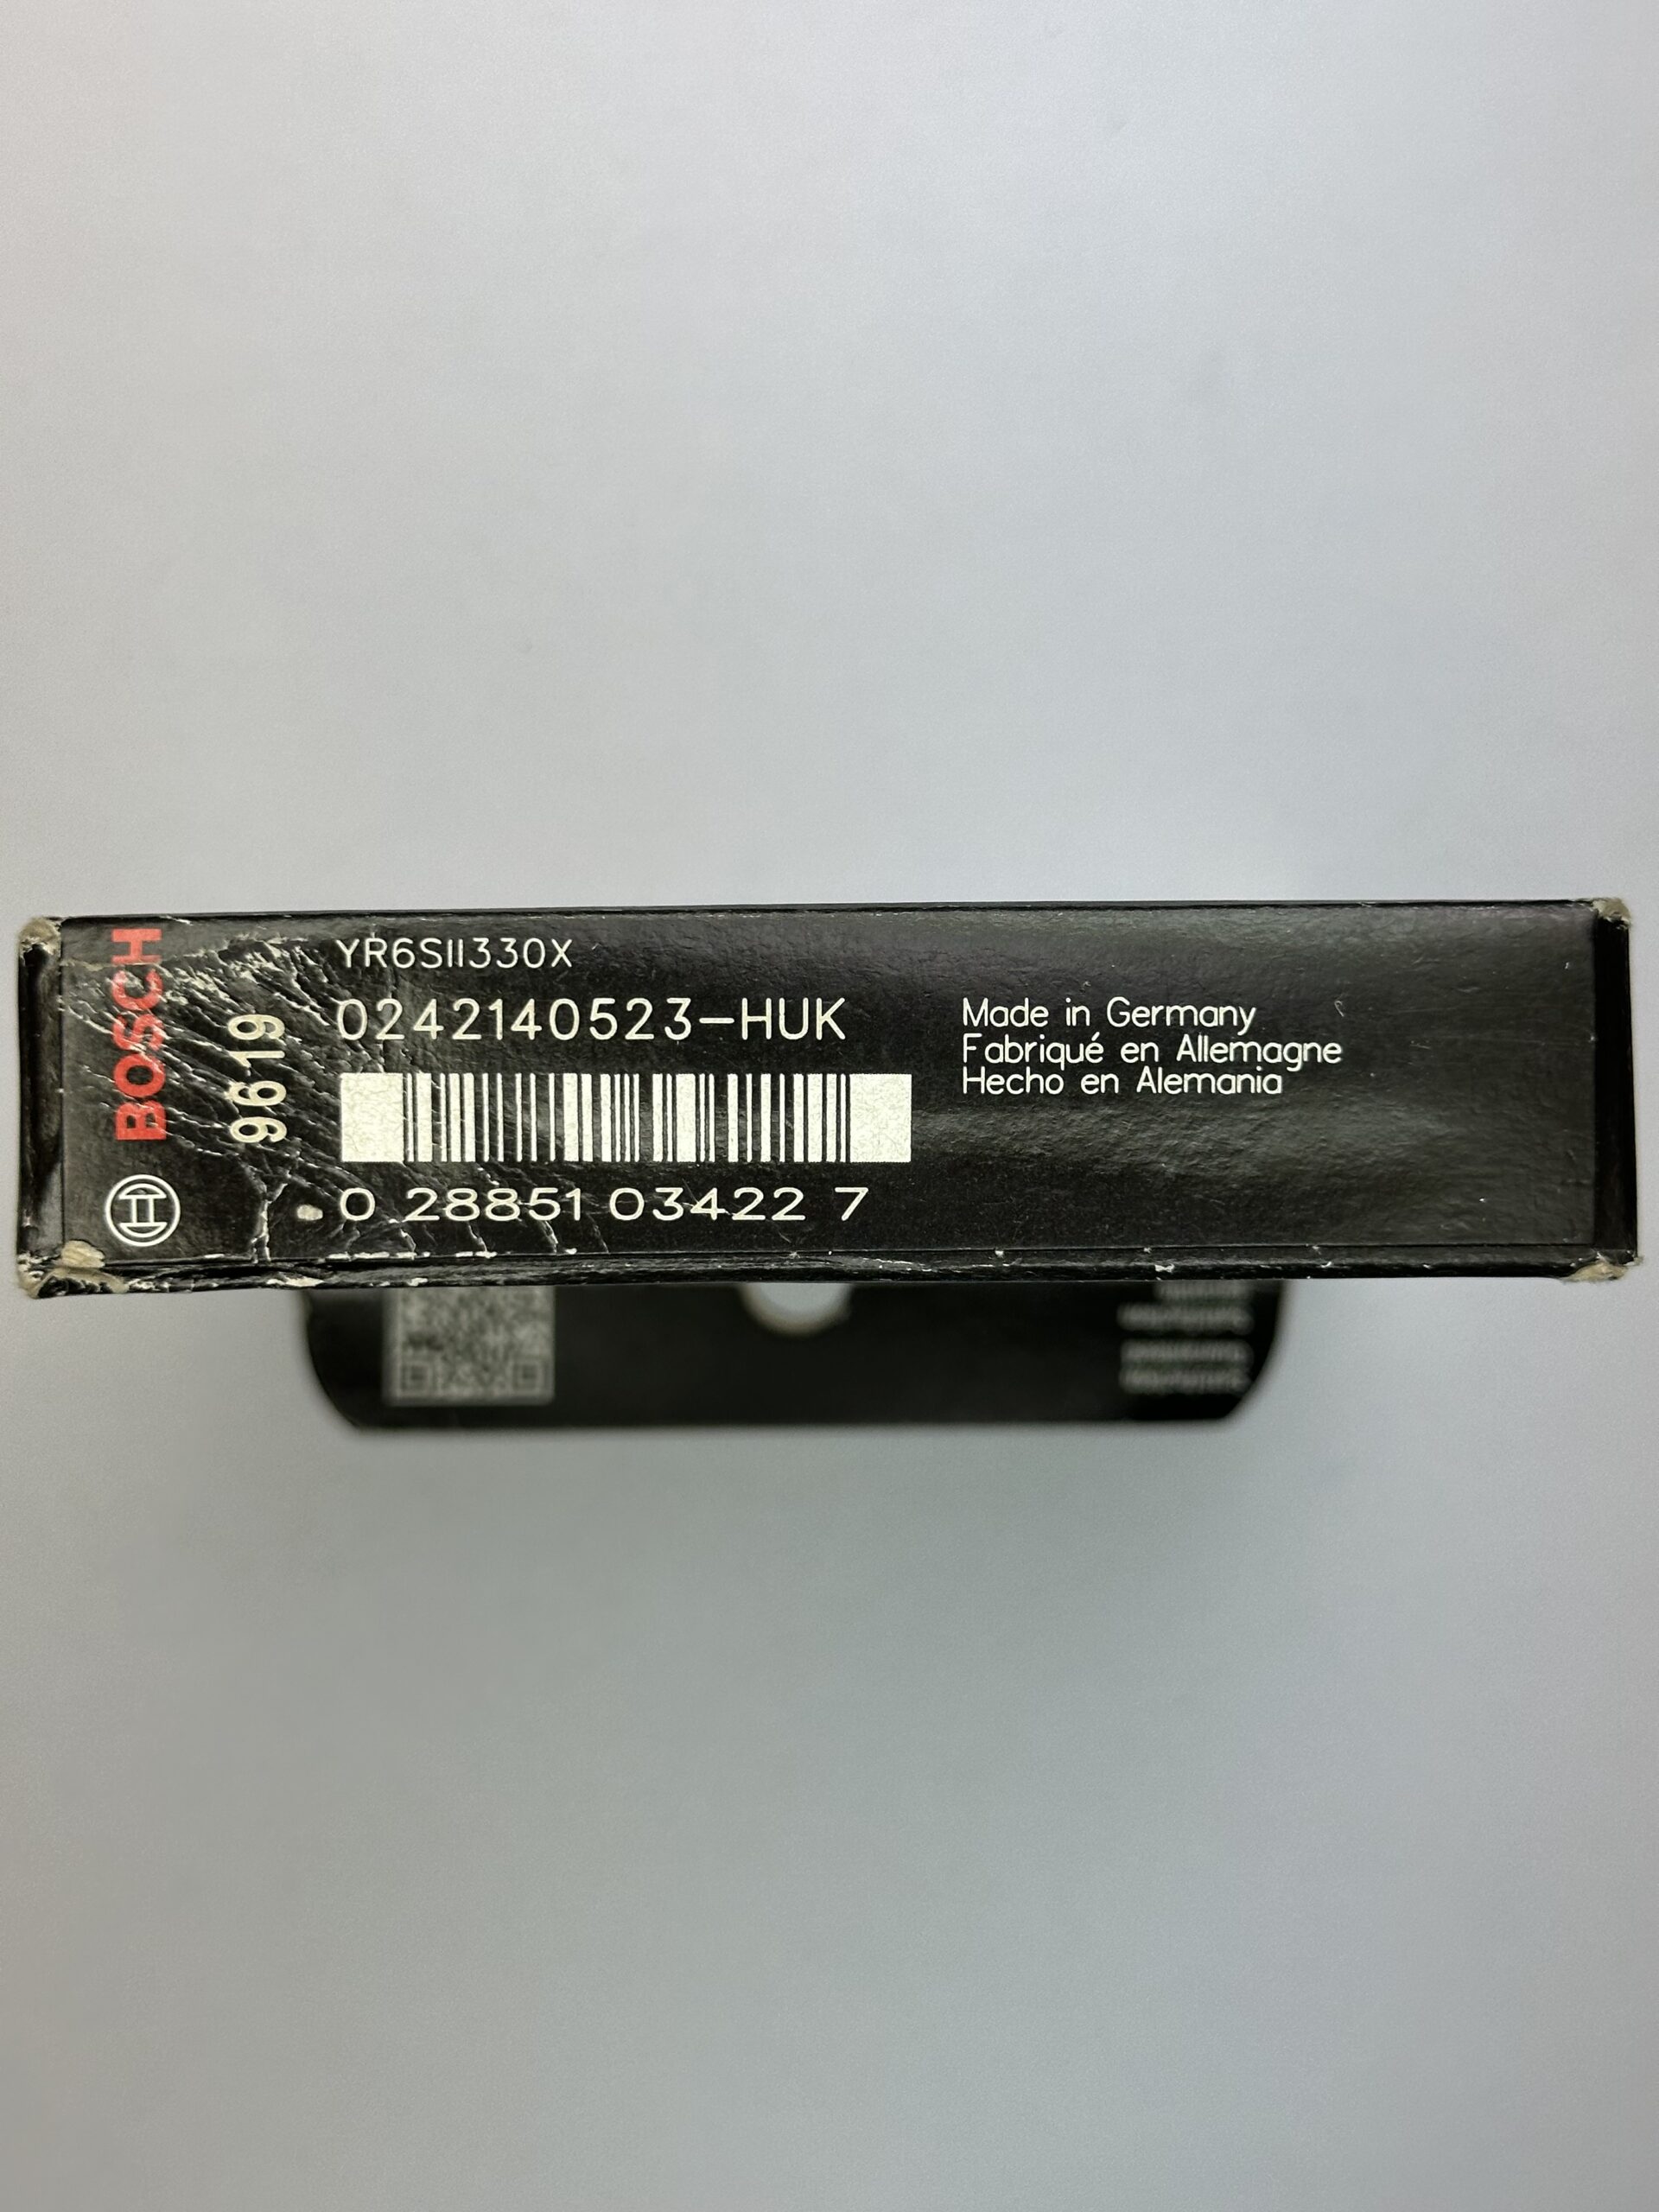 BOSCH
9619
YR6SII330X
0242140523-HUK
0 28851 03422 7
Made in Germany
Fabriqué en Allemagne
Hecho en Alemania